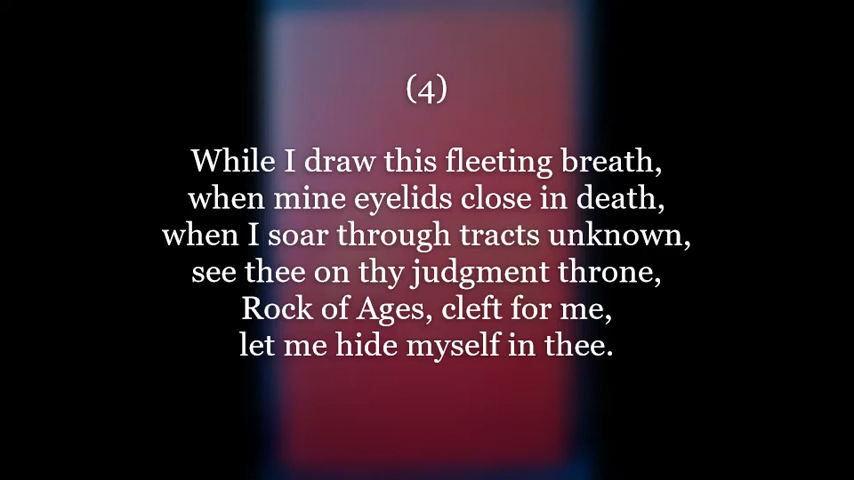 (4)
While I draw this fleeting breath,
when mine eyelids close in death,
when I soar through tracts unknown,
see thee on thy judgment throne,
Rock of Ages, cleft for me,
let me hide myself in thee.